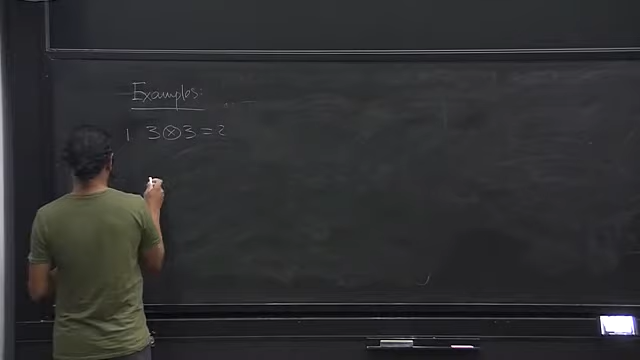 Examples:
1 3 ⊗ 3 = ?